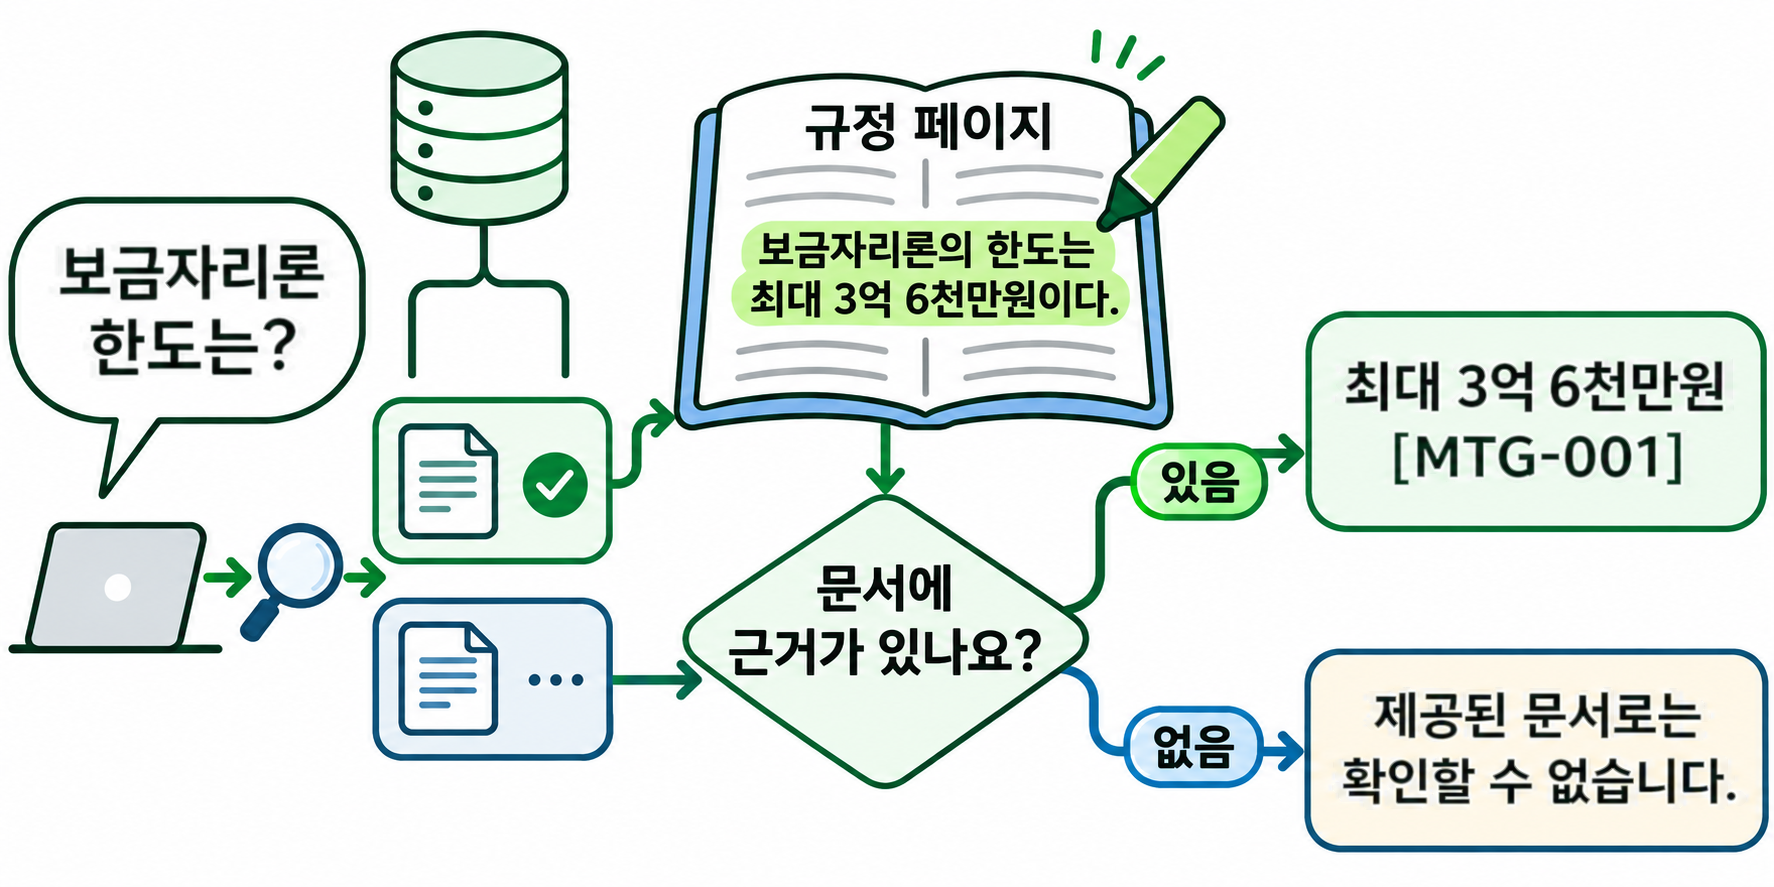 보금자리론
한도는?
규정 페이지
보금자리론의 한도는
최대 3억 6천만원이다.
문서에
근거가 있나요?
있음
최대 3억 6천만원
[MTG-001]
없음
제공된 문서로는
확인할 수 없습니다.